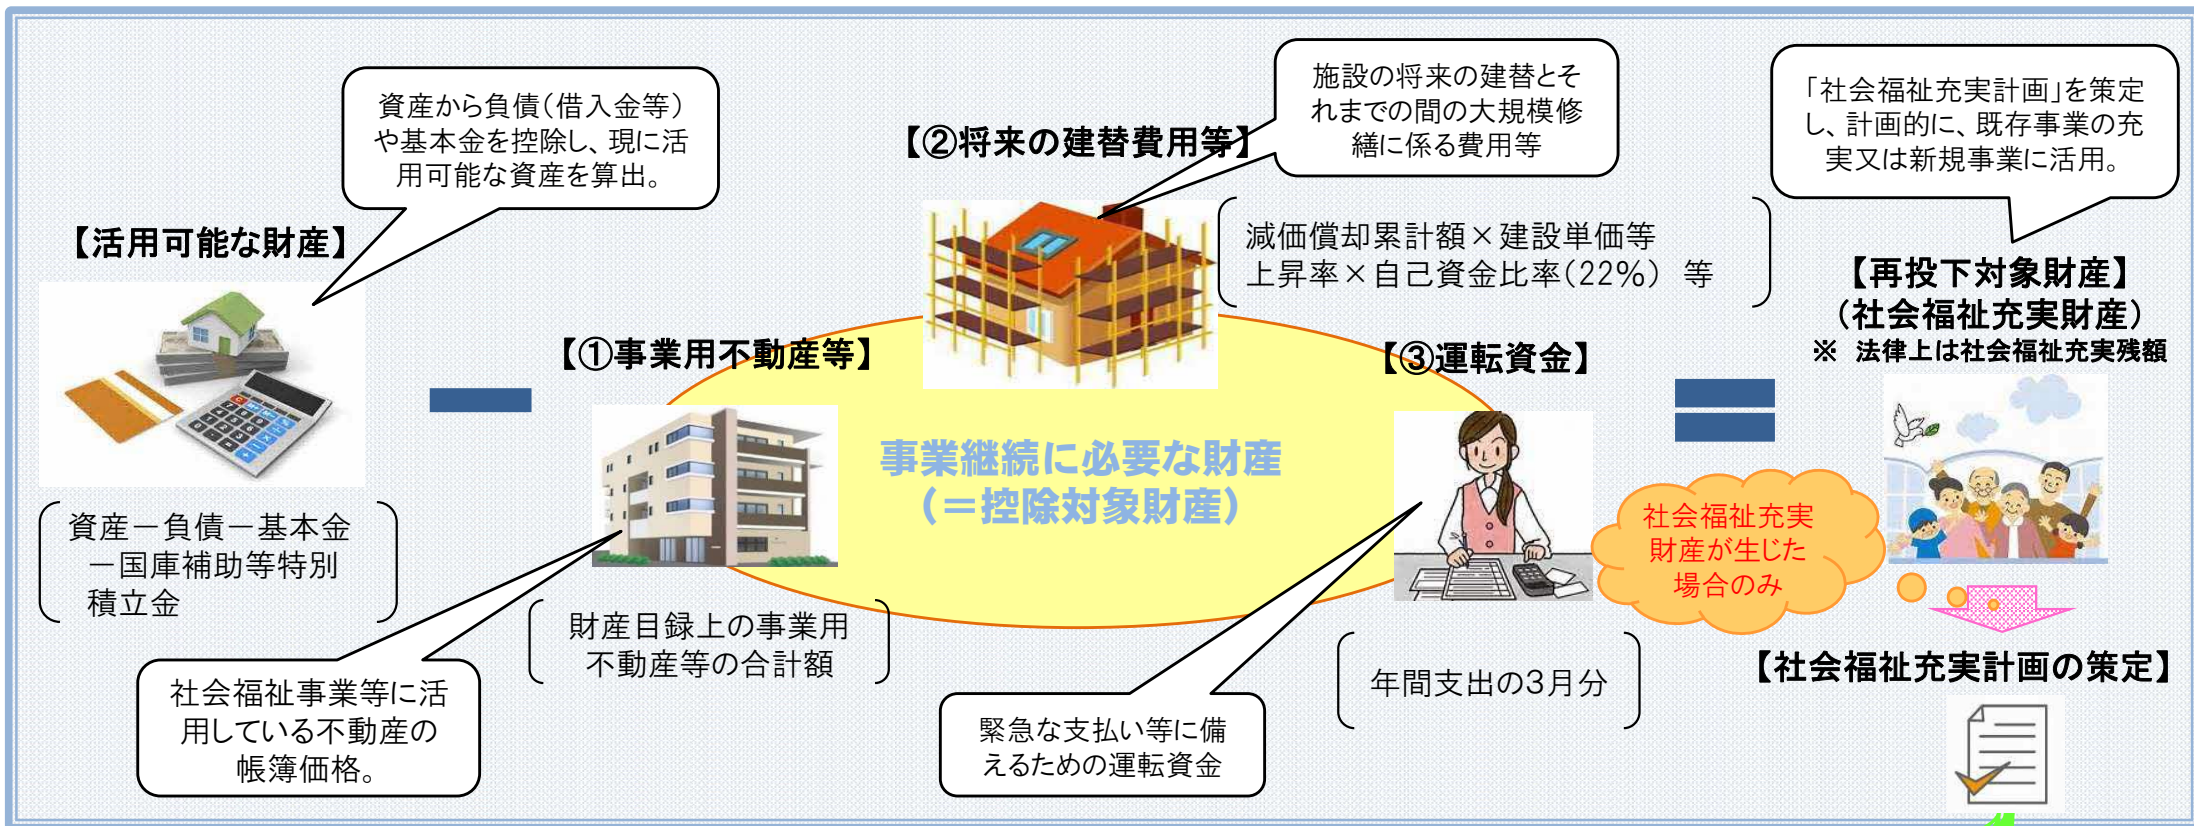 資産から負債(借入金等)
や基本金を控除し、現に活
用可能な資産を算出。
【活用可能な財産】
資産－負債－基本金
－国庫補助等特別
積立金
社会福祉事業等に活
用している不動産の
帳簿価格。
【①事業用不動産等】
財産目録上の事業用
不動産等の合計額
【②将来の建替費用等】
施設の将来の建替とそ
れまでの間の大規模修
繕に係る費用等
減価償却累計額×建設単価等
上昇率×自己資金比率(22%) 等
事業継続に必要な財産
(＝控除対象財産)
【③運転資金】
年間支出の3月分
緊急な支払い等に備
えるための運転資金
「社会福祉充実計画」を策定
し、計画的に、既存事業の充
実又は新規事業に活用。
【再投下対象財産】
(社会福祉充実財産)
※ 法律上は社会福祉充実残額
社会福祉充実
財産が生じた
場合のみ
【社会福祉充実計画の策定】